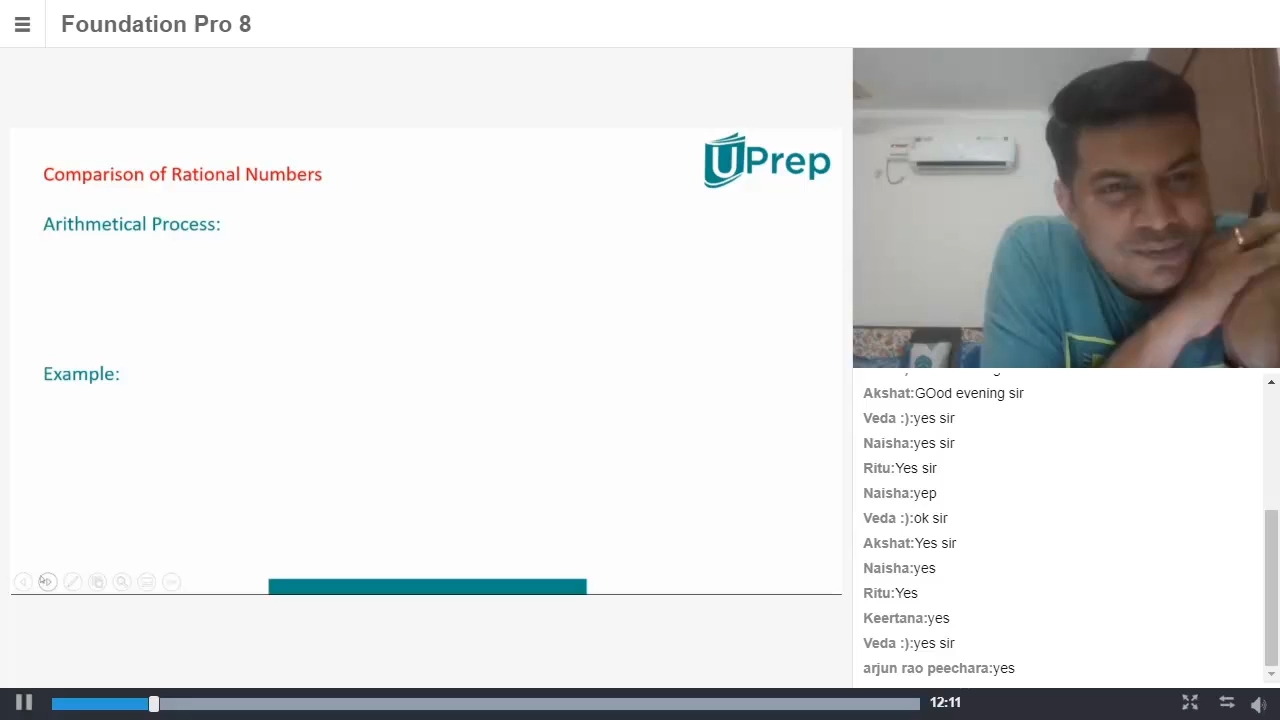 Foundation Pro 8
Comparison of Rational Numbers
UPrep
Arithmetical Process:
Example:
Akshat:GOod evening sir
Veda :):yes sir
Naisha:yes sir
Ritu:Yes sir
Naisha:yep
Veda :):ok sir
Akshat:Yes sir
Naisha:yes
Ritu:Yes
Keertana:yes
Veda :):yes sir
arjun rao peechara:yes
12:11